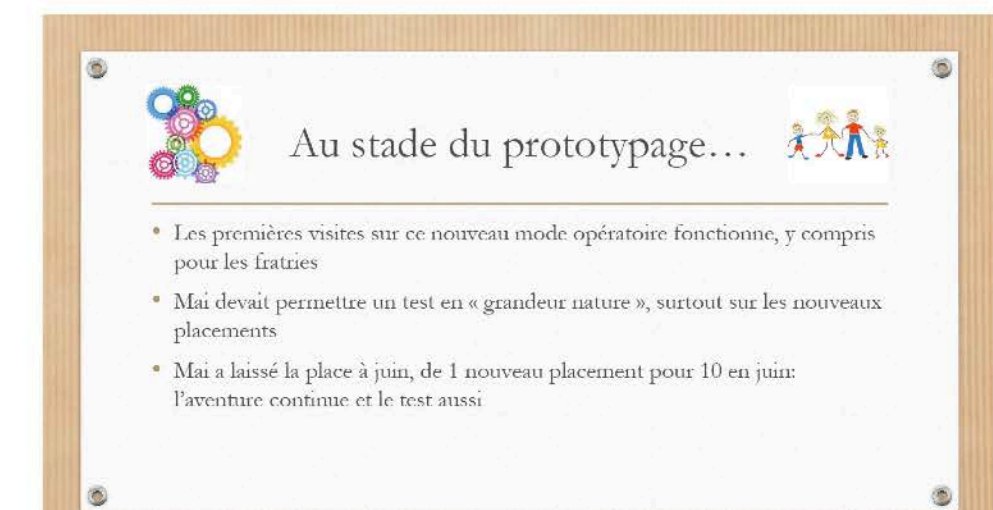 Au stade du prototypage…
• Les premières visites sur ce nouveau mode opératoire fonctionne, y compris
pour les fratries
• Mai devait permettre un test en « grandeur nature », surtout sur les nouveaux
placements
• Mai a laissé la place à juin, de 1 nouveau placement pour 10 en juin:
l’aventure continue et le test aussi